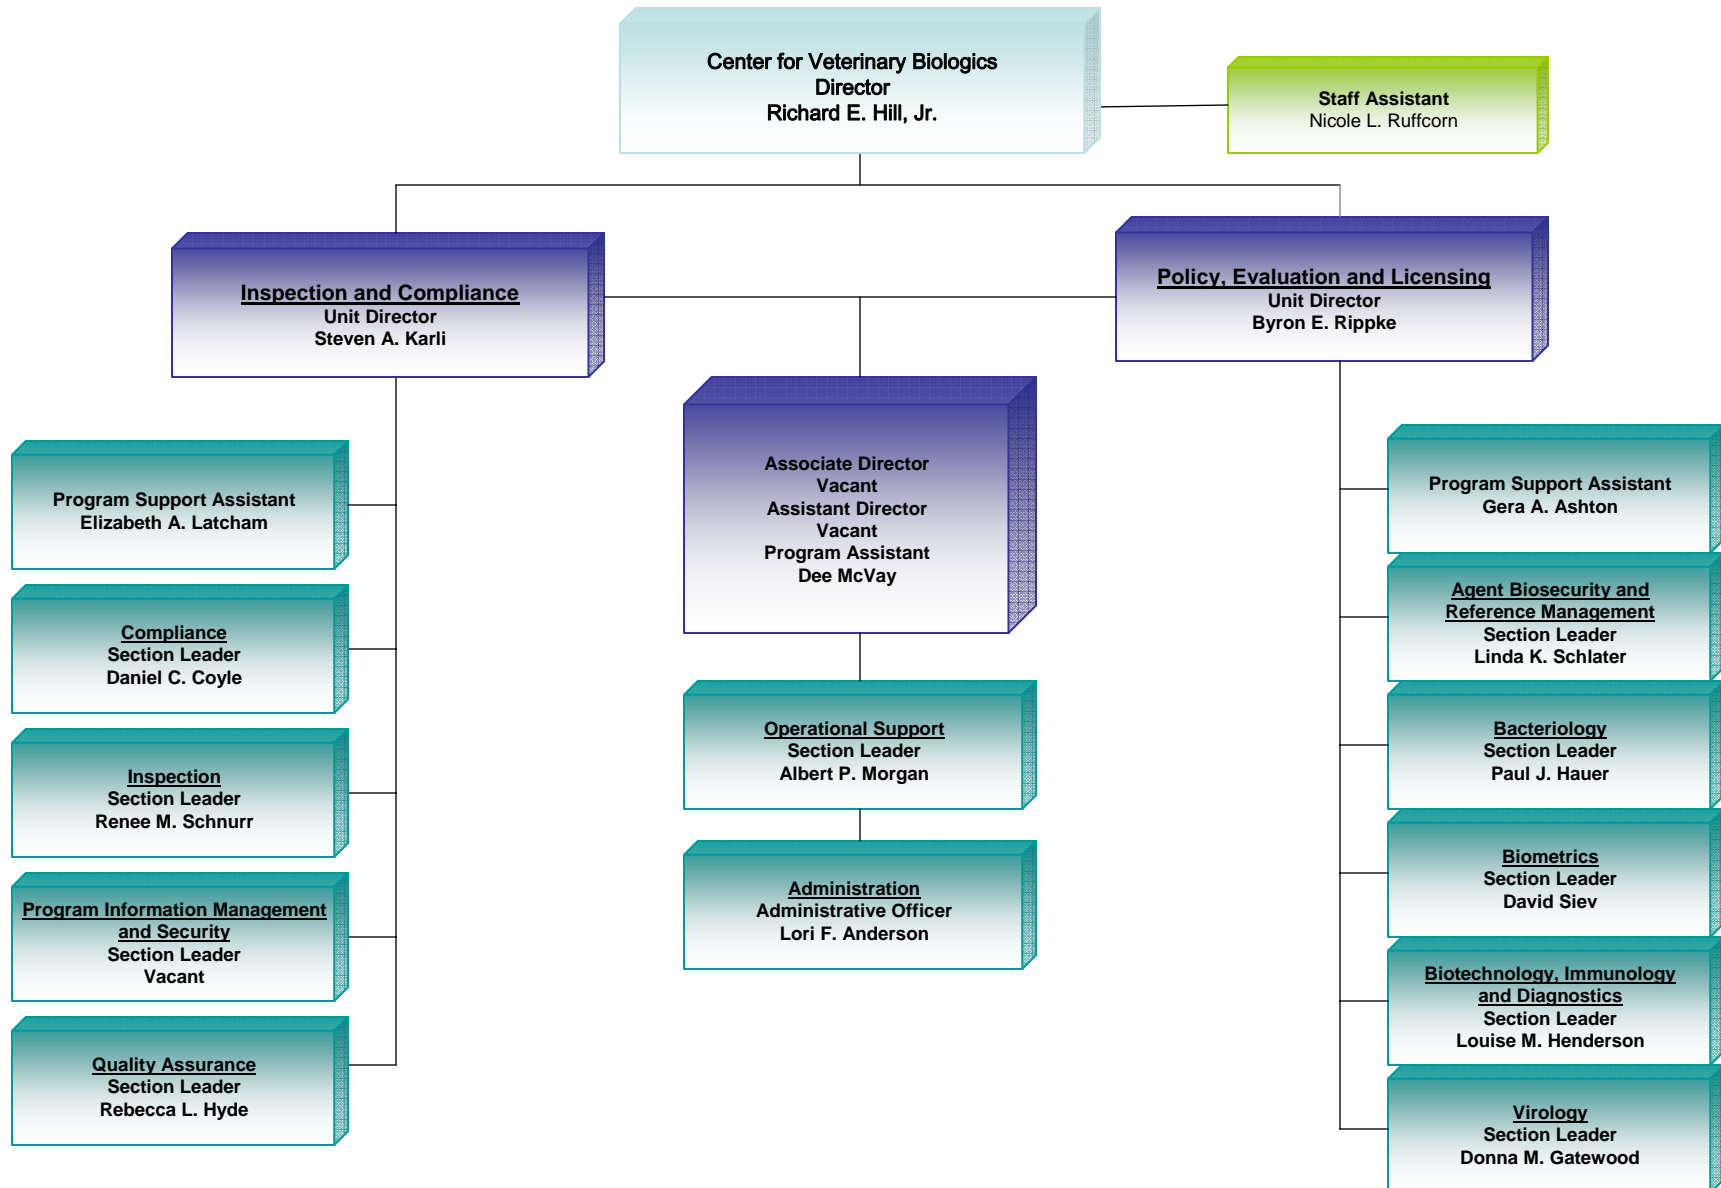 Center for Veterinary Biologics
Director
Richard E. Hill, Jr.
Staff Assistant
Nicole L. Ruffcorn
Inspection and Compliance
Unit Director
Steven A. Karli
Policy, Evaluation and Licensing
Unit Director
Byron E. Rippke
Associate Director
Vacant
Assistant Director
Vacant
Program Assistant
Dee McVay
Program Support Assistant
Elizabeth A. Latcham
Compliance
Section Leader
Daniel C. Coyle
Inspection
Section Leader
Renee M. Schnurr
Program Information Management
and Security
Section Leader
Vacant
Quality Assurance
Section Leader
Rebecca L. Hyde
Operational Support
Section Leader
Albert P. Morgan
Administration
Administrative Officer
Lori F. Anderson
Program Support Assistant
Gera A. Ashton
Agent Biosecurity and
Reference Management
Section Leader
Linda K. Schlater
Bacteriology
Section Leader
Paul J. Hauer
Biometrics
Section Leader
David Siev
Biotechnology, Immunology
and Diagnostics
Section Leader
Louise M. Henderson
Virology
Section Leader
Donna M. Gatewood